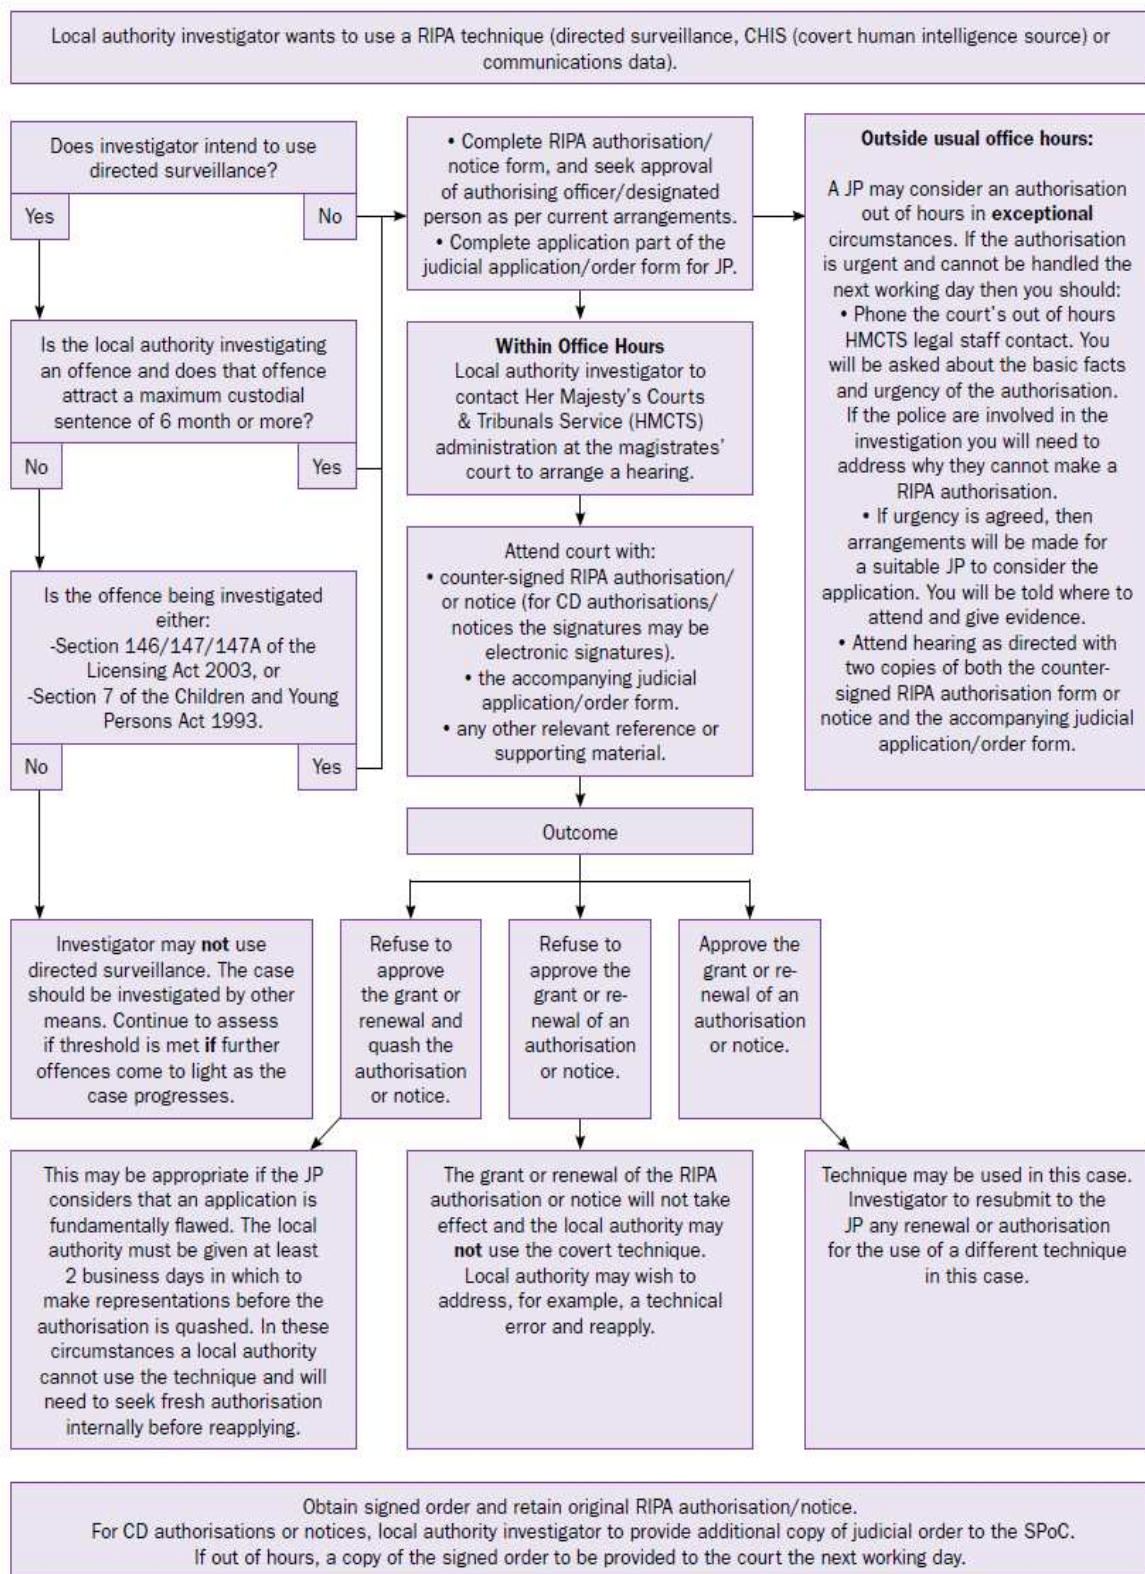 Local authority investigator wants to use a RIPA technique (directed surveillance, CHIS (covert human intelligence source) or
communications data).
Does investigator intend to use
directed surveillance?
Yes
No
Is the local authority investigating
an offence and does that offence
attract a maximum custodial
sentence of 6 month or more?
No
Yes
Is the offence being investigated
either:
-Section 146/147/147A of the
Licensing Act 2003, or
-Section 7 of the Children and Young
Persons Act 1993.
No
Yes
• Complete RIPA authorisation/
notice form, and seek approval
of authorising officer/designated
person as per current arrangements.
• Complete application part of the
judicial application/order form for JP.
Within Office Hours
Local authority investigator to
contact Her Majesty's Courts
& Tribunals Service (HMCTS)
administration at the magistrates'
court to arrange a hearing.
Attend court with:
• counter-signed RIPA authorisation/
or notice (for CD authorisations/
notices the signatures may be
electronic signatures).
• the accompanying judicial
application/order form.
• any other relevant reference or
supporting material.
Outside usual office hours:
A JP may consider an authorisation
out of hours in exceptional
circumstances. If the authorisation
is urgent and cannot be handled the
next working day then you should:
• Phone the court's out of hours
HMCTS legal staff contact. You
will be asked about the basic facts
and urgency of the authorisation.
If the police are involved in the
investigation you will need to
address why they cannot make a
RIPA authorisation.
• If urgency is agreed, then
arrangements will be made for
a suitable JP to consider the
application. You will be told where to
attend and give evidence.
• Attend hearing as directed with
two copies of both the counter-
signed RIPA authorisation form or
notice and the accompanying judicial
application/order form.
Outcome
Investigator may not use
directed surveillance. The case
should be investigated by other
means. Continue to assess
if threshold is met if further
offences come to light as the
case progresses.
Refuse to
approve
the grant or
renewal and
quash the
authorisation
or notice.
Refuse to
approve the
grant or re-
newal of an
authorisation
or notice.
Approve the
grant or re-
newal of an
authorisation
or notice.
This may be appropriate if the JP
considers that an application is
fundamentally flawed. The local
authority must be given at least
2 business days in which to
make representations before the
authorisation is quashed. In these
circumstances a local authority
cannot use the technique and will
need to seek fresh authorisation
internally before reapplying.
The grant or renewal of the RIPA
authorisation or notice will not take
effect and the local authority may
not use the covert technique.
Local authority may wish to
address, for example, a technical
error and reapply.
Technique may be used in this case.
Investigator to resubmit to the
JP any renewal or authorisation
for the use of a different technique
in this case.
Obtain signed order and retain original RIPA authorisation/notice.
For CD authorisations or notices, local authority investigator to provide additional copy of judicial order to the SPoC.
If out of hours, a copy of the signed order to be provided to the court the next working day.